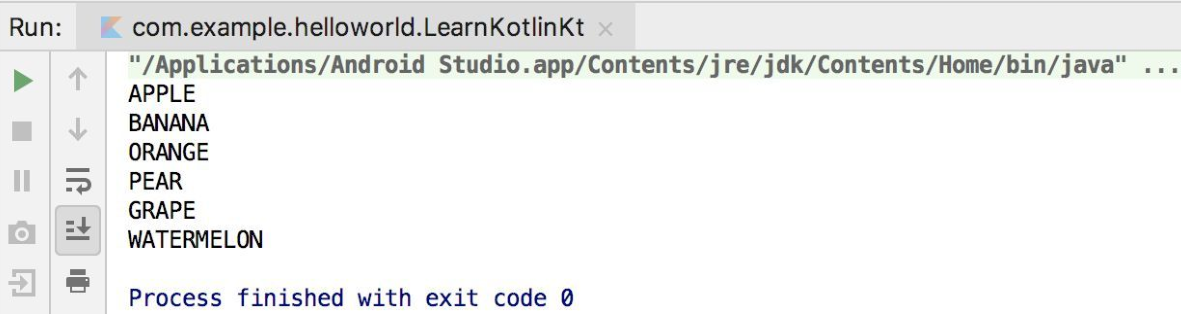 Run: com.example.helloworld.LearnKotlinKt ×
"/Applications/Android Studio.app/Contents/jre/jdk/Contents/Home/bin/java" ...
APPLE
BANANA
ORANGE
PEAR
GRAPE
WATERMELON
Process finished with exit code 0